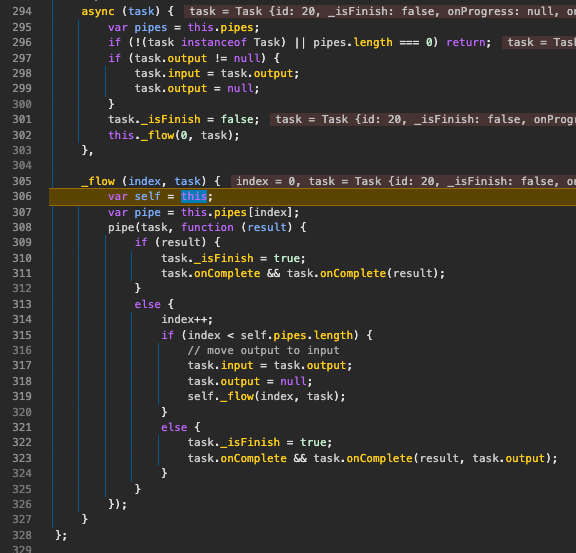 294 async (task) { task = Task {id: 20, _isFinish: false, onProgress: null, on
295 var pipes = this.pipes;
296 if (!(task instanceof Task) || pipes.length === 0) return; task = Task
297 if (task.output != null) {
298 task.input = task.output;
299 task.output = null;
300 }
301 task._isFinish = false; task = Task {id: 20, _isFinish: false, onProgr
302 this._flow(0, task);
303 },
304
305 _flow (index, task) { index = 0, task = Task {id: 20, _isFinish: false, on
306 var self = this;
307 var pipe = this.pipes[index];
308 pipe(task, function (result) {
309 if (result) {
310 task._isFinish = true;
311 task.onComplete && task.onComplete(result);
312 }
313 else {
314 index++;
315 if (index < self.pipes.length) {
316 // move output to input
317 task.input = task.output;
318 task.output = null;
319 self._flow(index, task);
320 }
321 else {
322 task._isFinish = true;
323 task.onComplete && task.onComplete(result, task.output);
324 }
325 }
326 });
327 }
328 };
329